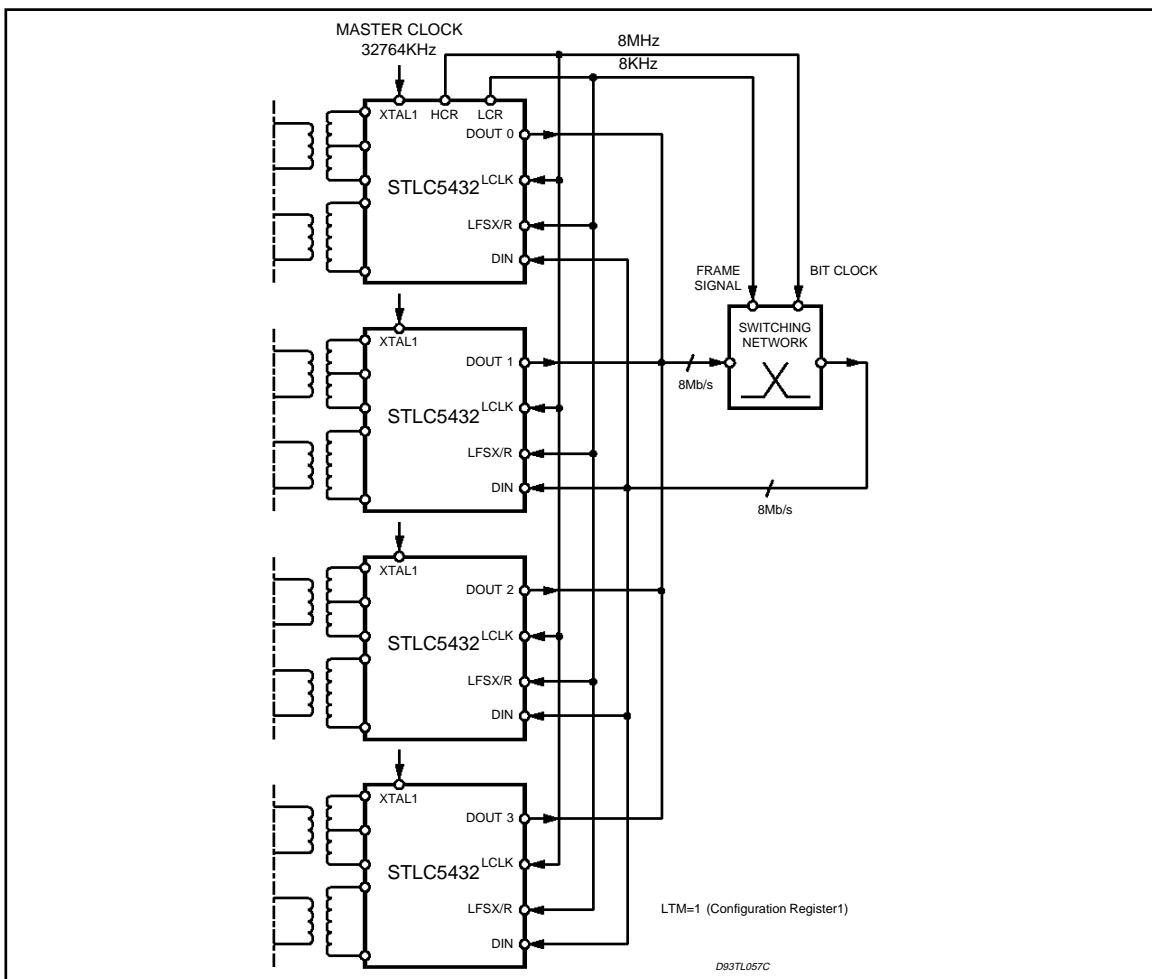 MASTER CLOCK
32764KHz
8MHz
8KHz
XTAL1 HCR LCR
DOUT 0
STLC5432
LCLK
LFSX/R
DIN
FRAME
SIGNAL
BIT CLOCK
SWITCHING
NETWORK
8Mb/s
8Mb/s
XTAL1
DOUT 1
STLC5432
LCLK
LFSX/R
DIN
XTAL1
DOUT 2
STLC5432
LCLK
LFSX/R
DIN
XTAL1
DOUT 3
STLC5432
LCLK
LFSX/R
DIN
LTM=1 (Configuration Register1)
D93TL057C